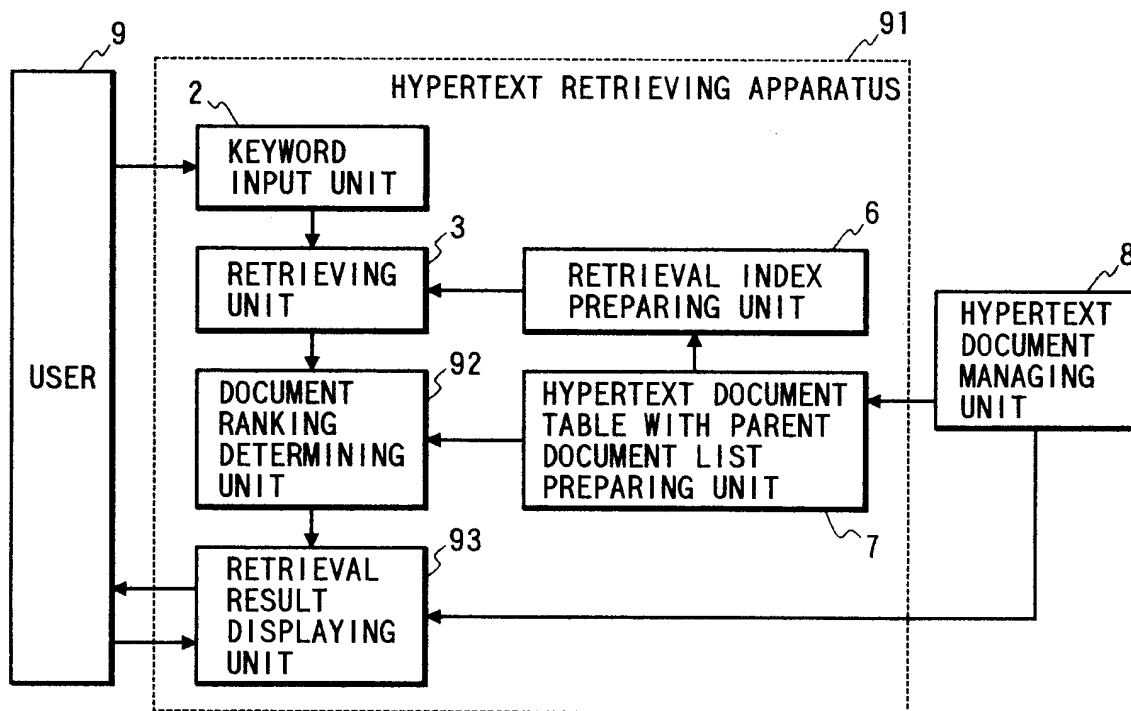 9
91
HYPERTEXT RETRIEVING APPARATUS
2
KEYWORD
INPUT UNIT
3
RETRIEVING
UNIT
6
RETRIEVAL INDEX
PREPARING UNIT
8
HYPERTEXT
DOCUMENT
MANAGING
UNIT
USER
92
DOCUMENT
RANKING
DETERMINING
UNIT
HYPERTEXT DOCUMENT
TABLE WITH PARENT
DOCUMENT LIST
PREPARING UNIT
7
93
RETRIEVAL
RESULT
DISPLAYING
UNIT